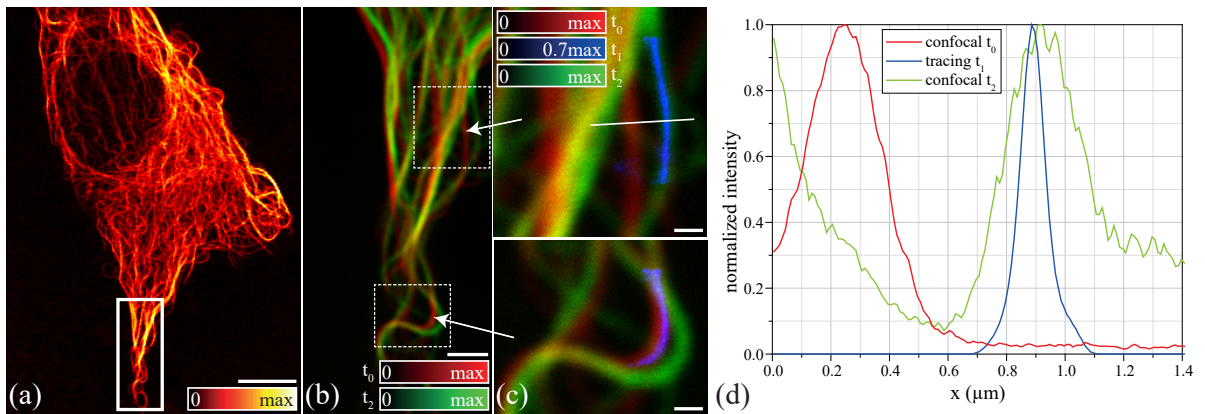 (a)
0 max
(b)
t0 0 max
t2 0 max
0 max t0
0 0.7max t1
0 max t2
(c)
normalized intensity
1.0
0.8
0.6
0.4
0.2
0.0
confocal t0
tracing t1
confocal t2
0.0 0.2 0.4 0.6 0.8 1.0 1.2 1.4
x (µm)
(d)